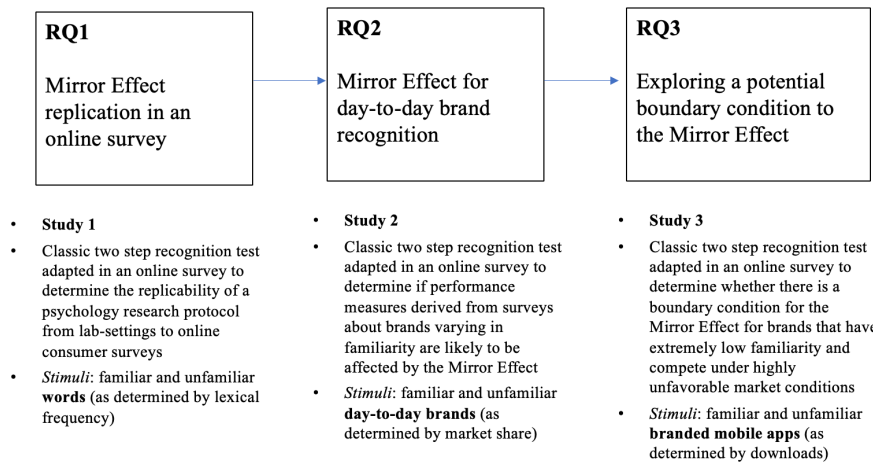 RQ1
Mirror Effect
replication in an
online survey
RQ2
Mirror Effect for
day-to-day brand
recognition
RQ3
Exploring a potential
boundary condition to
the Mirror Effect
• Study 1
• Classic two step recognition test
adapted in an online survey to
determine the replicability of a
psychology research protocol
from lab-settings to online
consumer surveys
• Stimuli: familiar and unfamiliar
words (as determined by lexical
frequency)
• Study 2
• Classic two step recognition test
adapted in an online survey to
determine if performance
measures derived from surveys
about brands varying in
familiarity are likely to be
affected by the Mirror Effect
• Stimuli: familiar and unfamiliar
day-to-day brands (as
determined by market share)
• Study 3
• Classic two step recognition test
adapted in an online survey to
determine whether there is a
boundary condition for the
Mirror Effect for brands that have
extremely low familiarity and
compete under highly
unfavorable market conditions
• Stimuli: familiar and unfamiliar
branded mobile apps (as
determined by downloads)